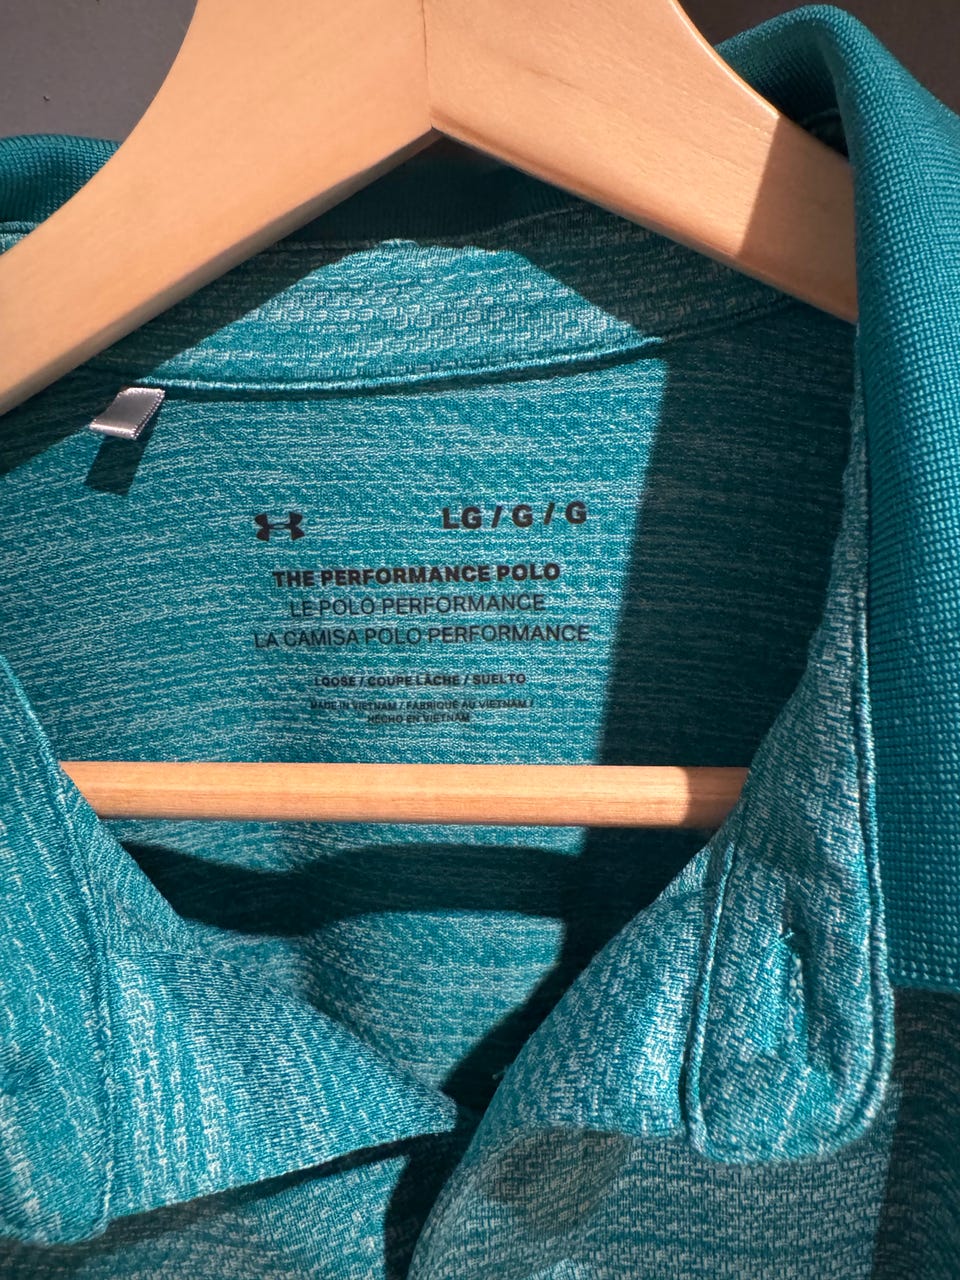 LG / G / G
THE PERFORMANCE POLO
LE POLO PERFORMANCE
LA CAMISA POLO PERFORMANCE
LOOSE / COUPE LÂCHE / SUELTO
MADE IN VIETNAM / FABRIQUÉ AU VIETNAM /
HECHO EN VIETNAM